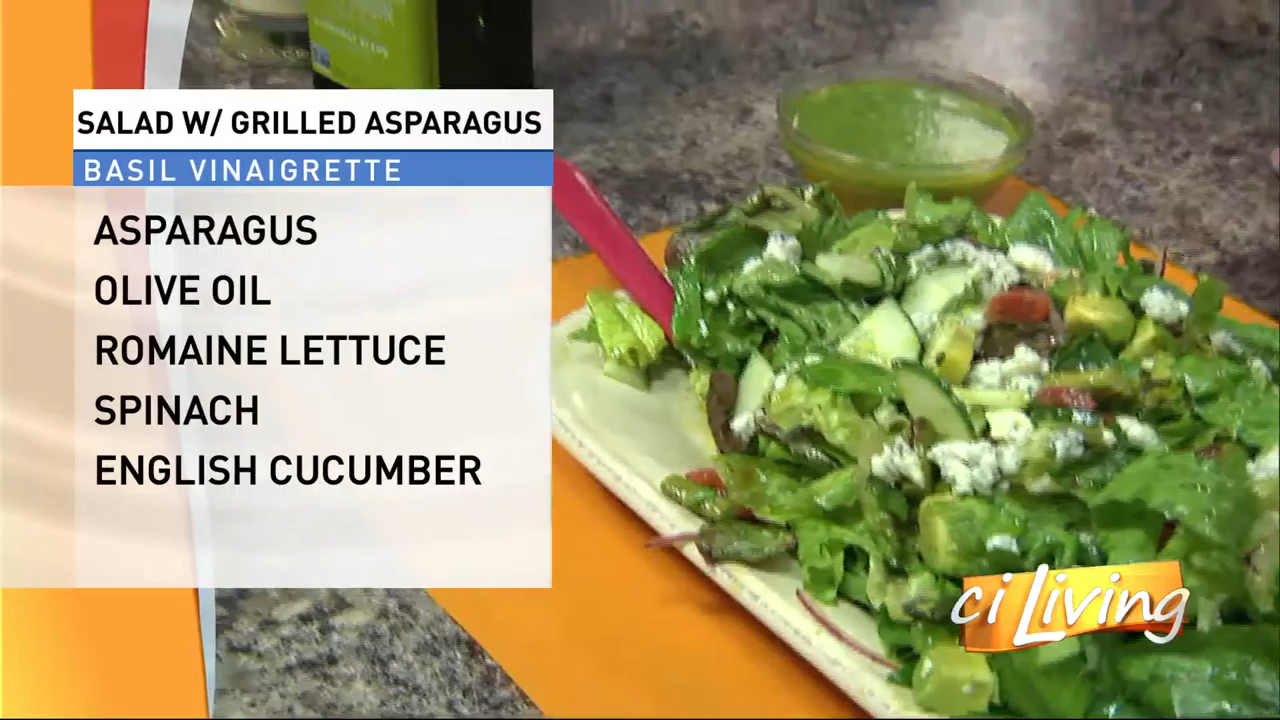 SALAD W/ GRILLED ASPARAGUS
BASIL VINAIGRETTE
ASPARAGUS
OLIVE OIL
ROMAINE LETTUCE
SPINACH
ENGLISH CUCUMBER
ci Living